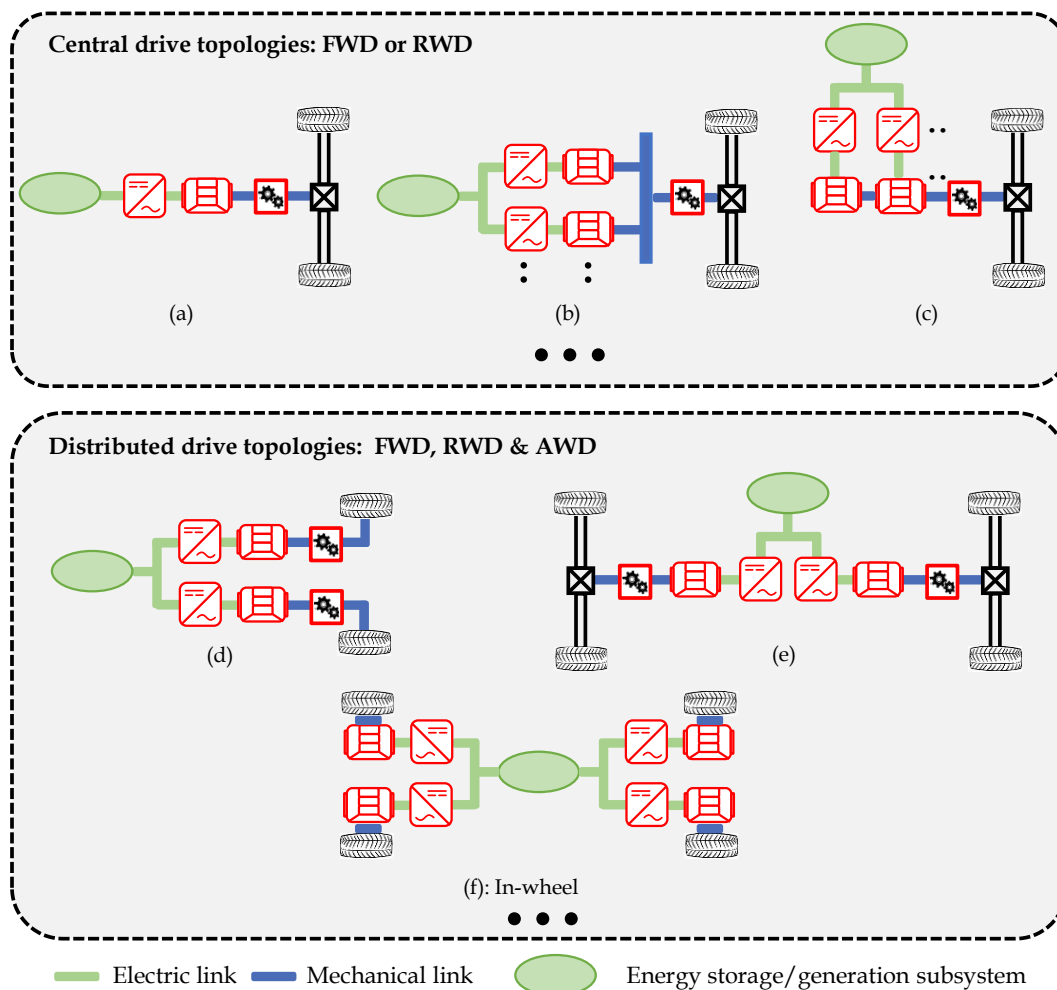 Central drive topologies: FWD or RWD
(a)
(b)
(c)
Distributed drive topologies: FWD, RWD & AWD
(d)
(e)
(f): In-wheel
Electric link
Mechanical link
Energy storage/generation subsystem